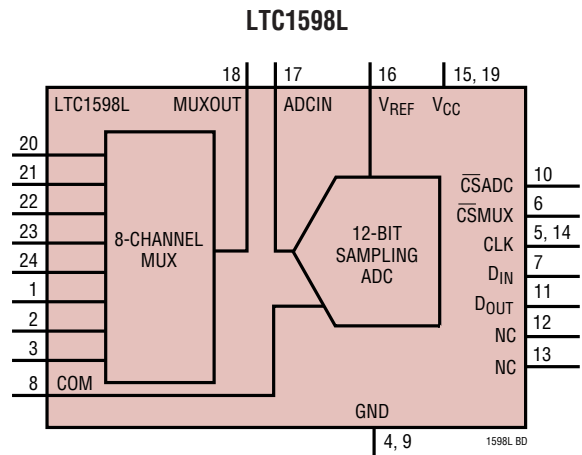 LTC1598L
18
17
16
15, 19
LTC1598L
MUXOUT
ADCIN
VREF
VCC
20
21
22
23
24
1
2
3
8
COM
8-CHANNEL
MUX
12-BIT
SAMPLING
ADC
C̅S̅ADC
10
C̅S̅MUX
6
CLK
5, 14
DIN
7
DOUT
11
NC
12
NC
13
GND
4, 9
1598L BD